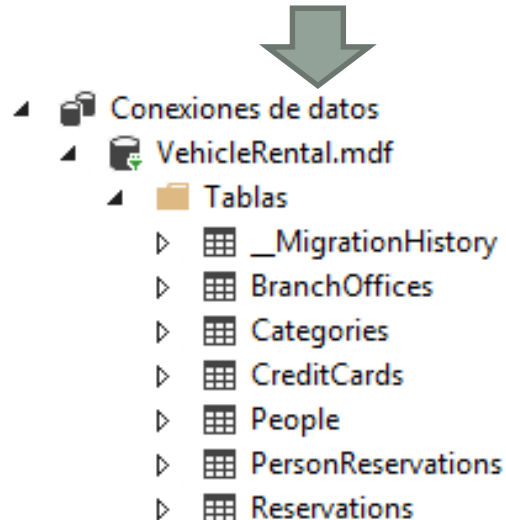 Conexiones de datos
VehicleRental.mdf
Tablas
__MigrationHistory
BranchOffices
Categories
CreditCards
People
PersonReservations
Reservations